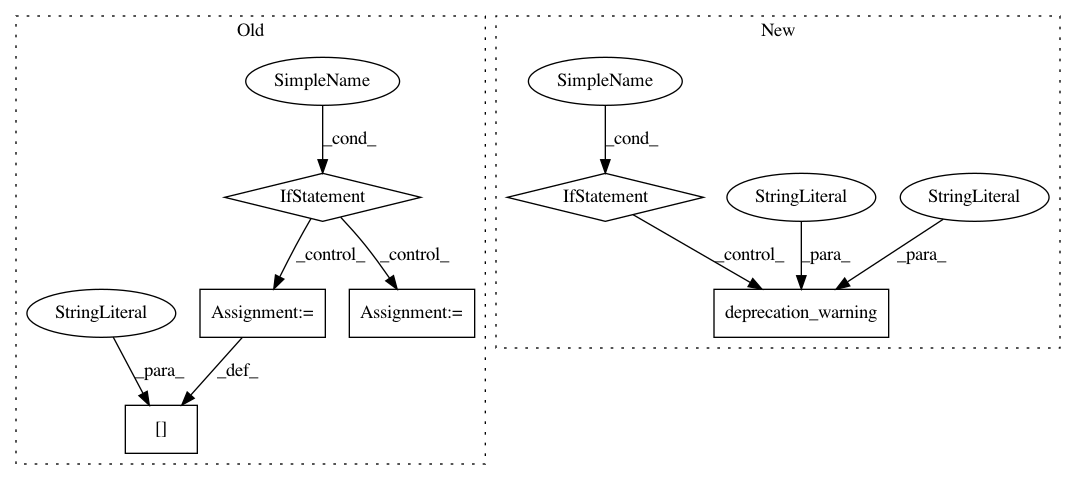 Old
New
SimpleName
SimpleName
_cond_
_cond_
IfStatement
IfStatement
StringLiteral
StringLiteral
_control_
_control_
_control_
_para_
_para_
StringLiteral
Assignment:=
Assignment:=
deprecation_warning
_para_
_def_
[]